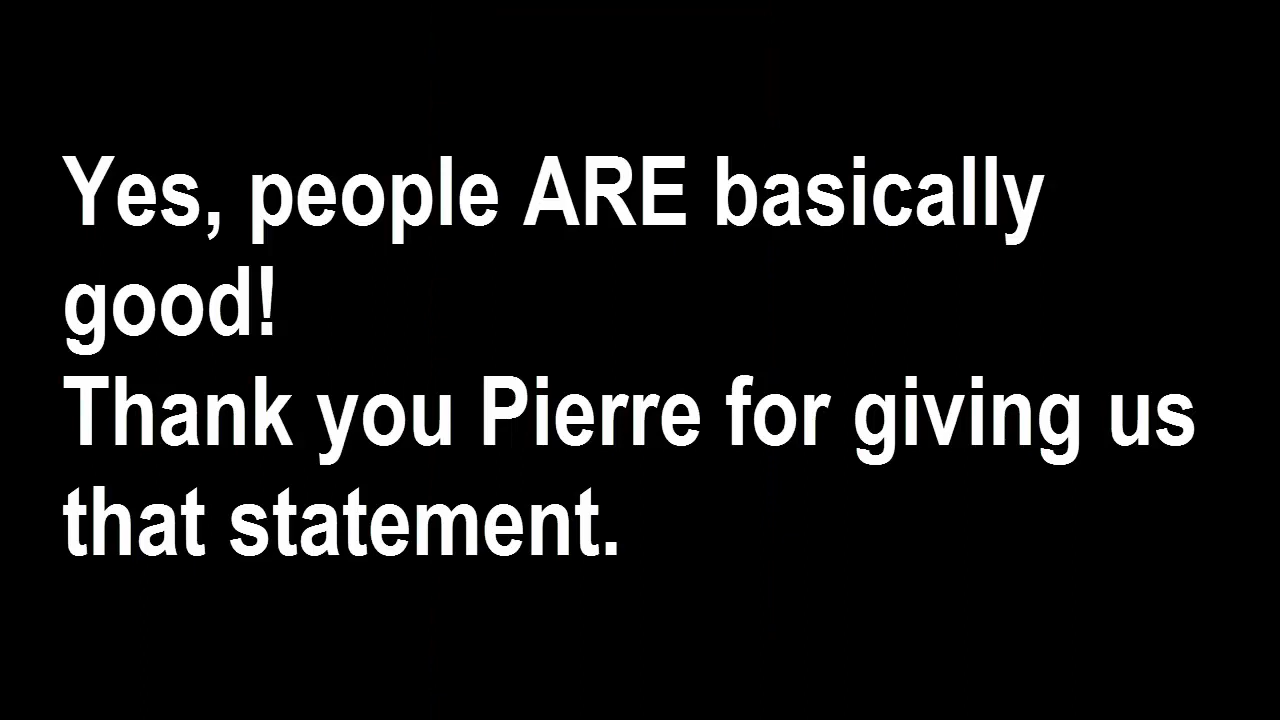 Yes, people ARE basically
good!
Thank you Pierre for giving us
that statement.